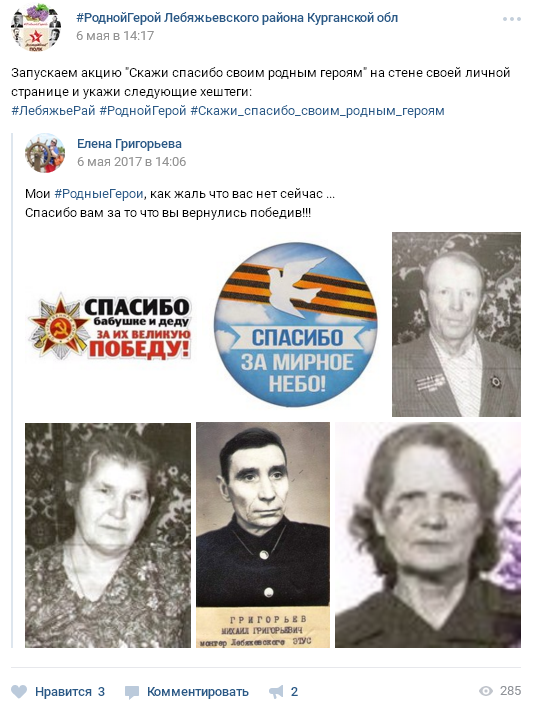 #РоднойГерой Лебяжьевского района Курганской обл
6 мая в 14:17
Запускаем акцию "Скажи спасибо своим родным героям" на стене своей личной
странице и укажи следующие хештеги:
#ЛебяжьеРай #РоднойГерой #Скажи_спасибо_своим_родным_героям
Елена Григорьева
6 мая 2017 в 14:06
Мои #РодныеГерои, как жаль что вас нет сейчас ...
Спасибо вам за то что вы вернулись победив!!!
СПАСИБО
бабушке и деду
ЗА ИХ ВЕЛИКУЮ
ПОБЕДУ!
СПАСИБО
ЗА МИРНОЕ
НЕБО!
ГРИГОРЬЕВ
МИХАИЛ ГРИГОРЬЕВИЧ
монтер Лебяжевского ЭТУС
Нравится 3
Комментировать
2
285